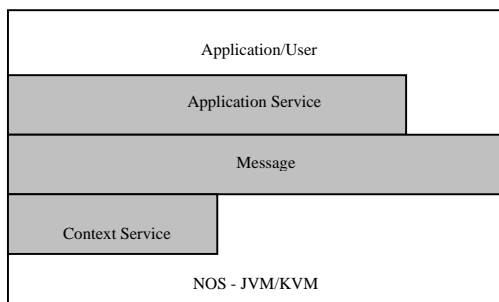 Application/User
Application Service
Message
Context Service
NOS - JVM/KVM